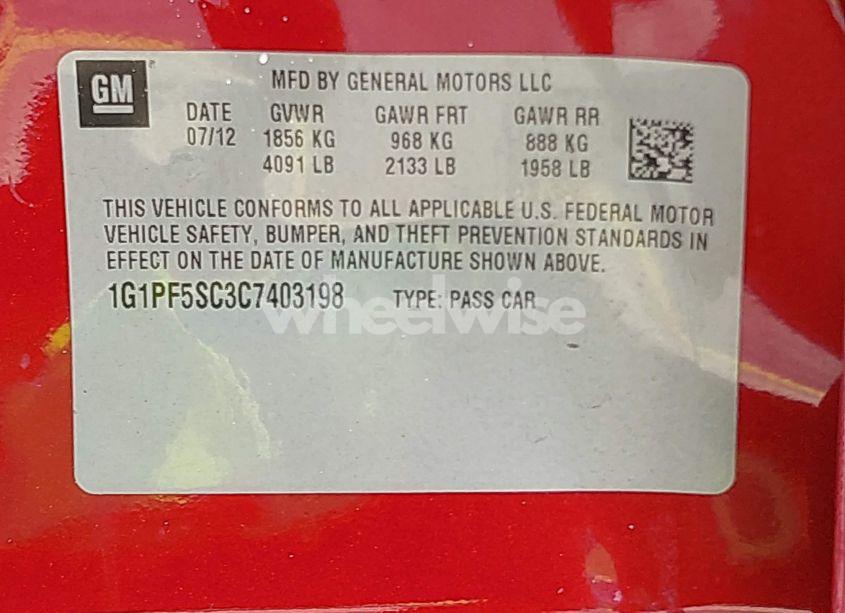 GM
MFD BY GENERAL MOTORS LLC
DATE GVWR GAWR FRT GAWR RR
07/12 1856 KG 968 KG 888 KG
4091 LB 2133 LB 1958 LB
THIS VEHICLE CONFORMS TO ALL APPLICABLE U.S. FEDERAL MOTOR
VEHICLE SAFETY, BUMPER, AND THEFT PREVENTION STANDARDS IN
EFFECT ON THE DATE OF MANUFACTURE SHOWN ABOVE.
1G1PF5SC3C7403198 TYPE: PASS CAR
wheelwise